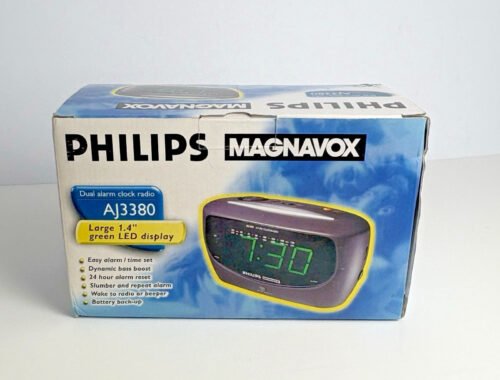 AJ3380
PHILIPS MAGNAVOX PHILIPS
PHILIPS MAGNAVOX
Dual alarm clock radio
AJ3380
Large 1.4"
green LED display
Easy alarm / time set
Dynamic bass boost
24 hour alarm reset
Slumber and repeat alarm
Wake to radio or beeper
Battery back-up
7:30
PHILIPS